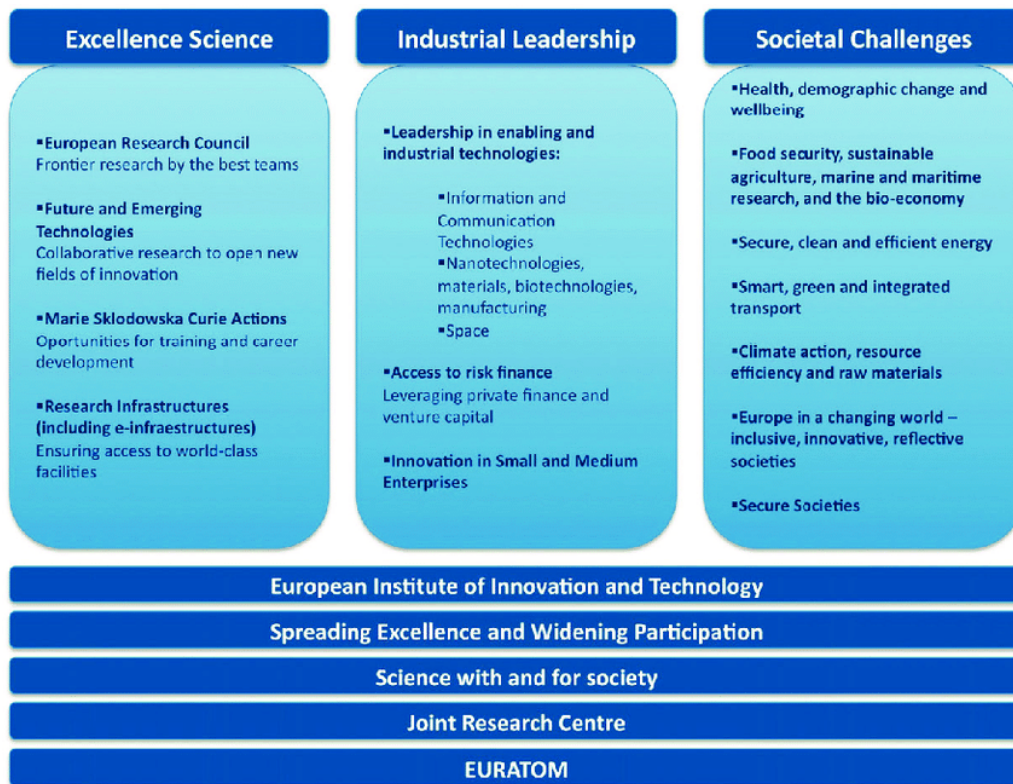 Excellence Science
▪European Research Council
Frontier research by the best teams
▪Future and Emerging
Technologies
Collaborative research to open new
fields of innovation
▪Marie Sklodowska Curie Actions
Oportunities for training and career
development
▪Research Infrastructures
(including e-infraestructures)
Ensuring access to world-class
facilities
Industrial Leadership
▪Leadership in enabling and
industrial technologies:
▪Information and
Communication
Technologies
▪Nanotechnologies,
materials, biotechnologies,
manufacturing
▪Space
▪Access to risk finance
Leveraging private finance and
venture capital
▪Innovation in Small and Medium
Enterprises
Societal Challenges
▪Health, demographic change and
wellbeing
▪Food security, sustainable
agriculture, marine and maritime
research, and the bio-economy
▪Secure, clean and efficient energy
▪Smart, green and integrated
transport
▪Climate action, resource
efficiency and raw materials
▪Europe in a changing world –
inclusive, innovative, reflective
societies
▪Secure Societies
European Institute of Innovation and Technology
Spreading Excellence and Widening Participation
Science with and for society
Joint Research Centre
EURATOM